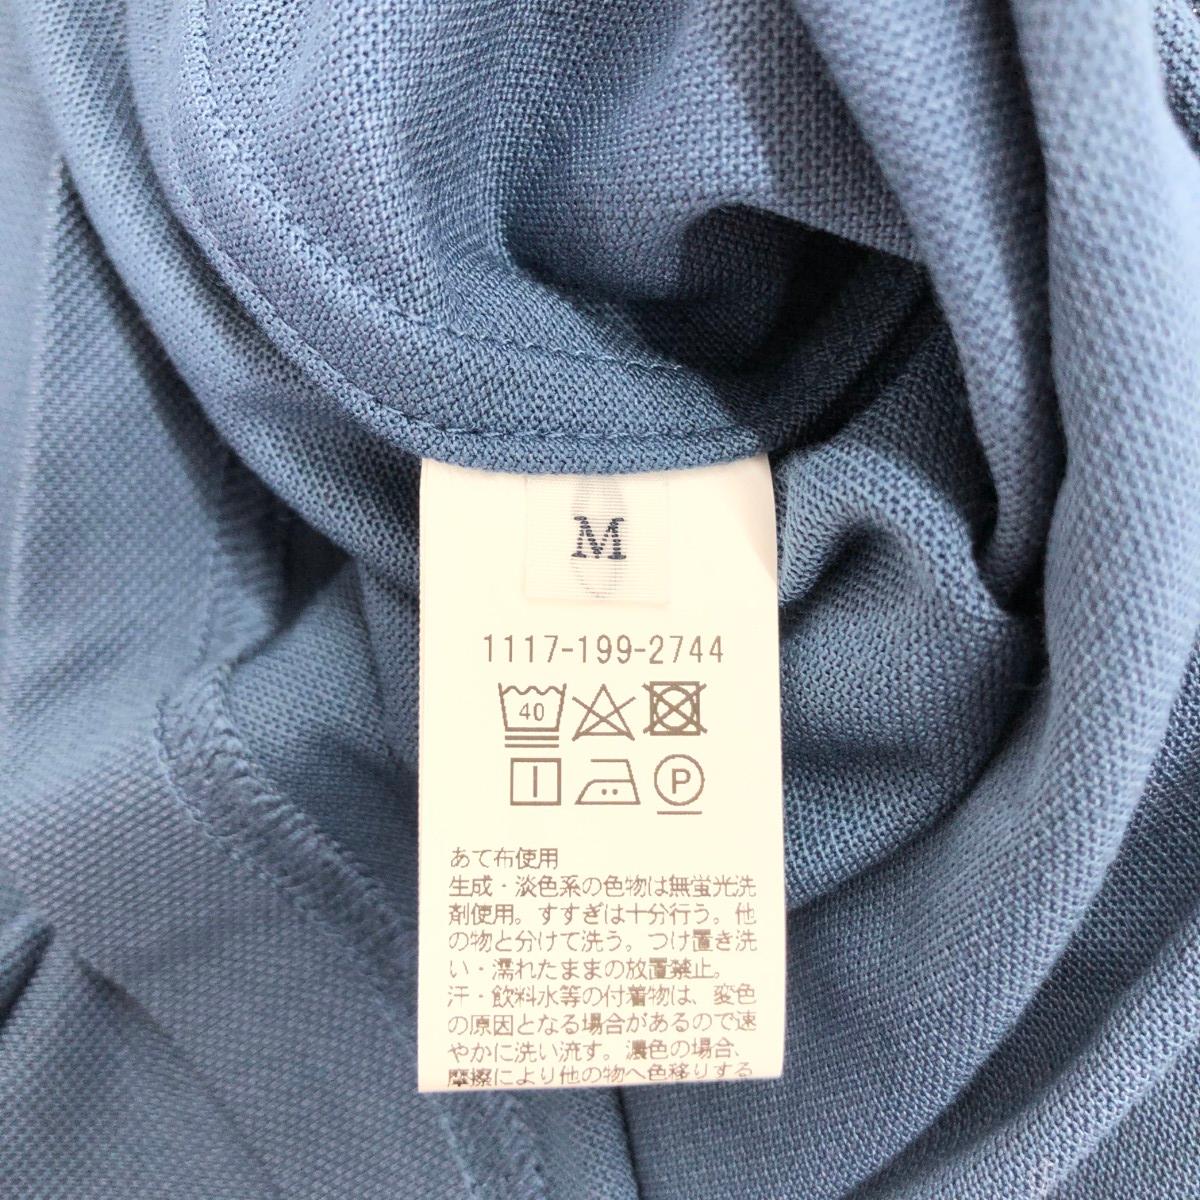 M
1117-199-2744
40
P
あて布使用
生成・淡色系の色物は無蛍光洗
剤使用。すすぎは十分行う。他
の物と分けて洗う。つけ置き洗
い・濡れたままの放置禁止。
汗・飲料水等の付着物は、変色
の原因となる場合があるので速
やかに洗い流す。濃色の場合、
摩擦により他の物へ色移りする